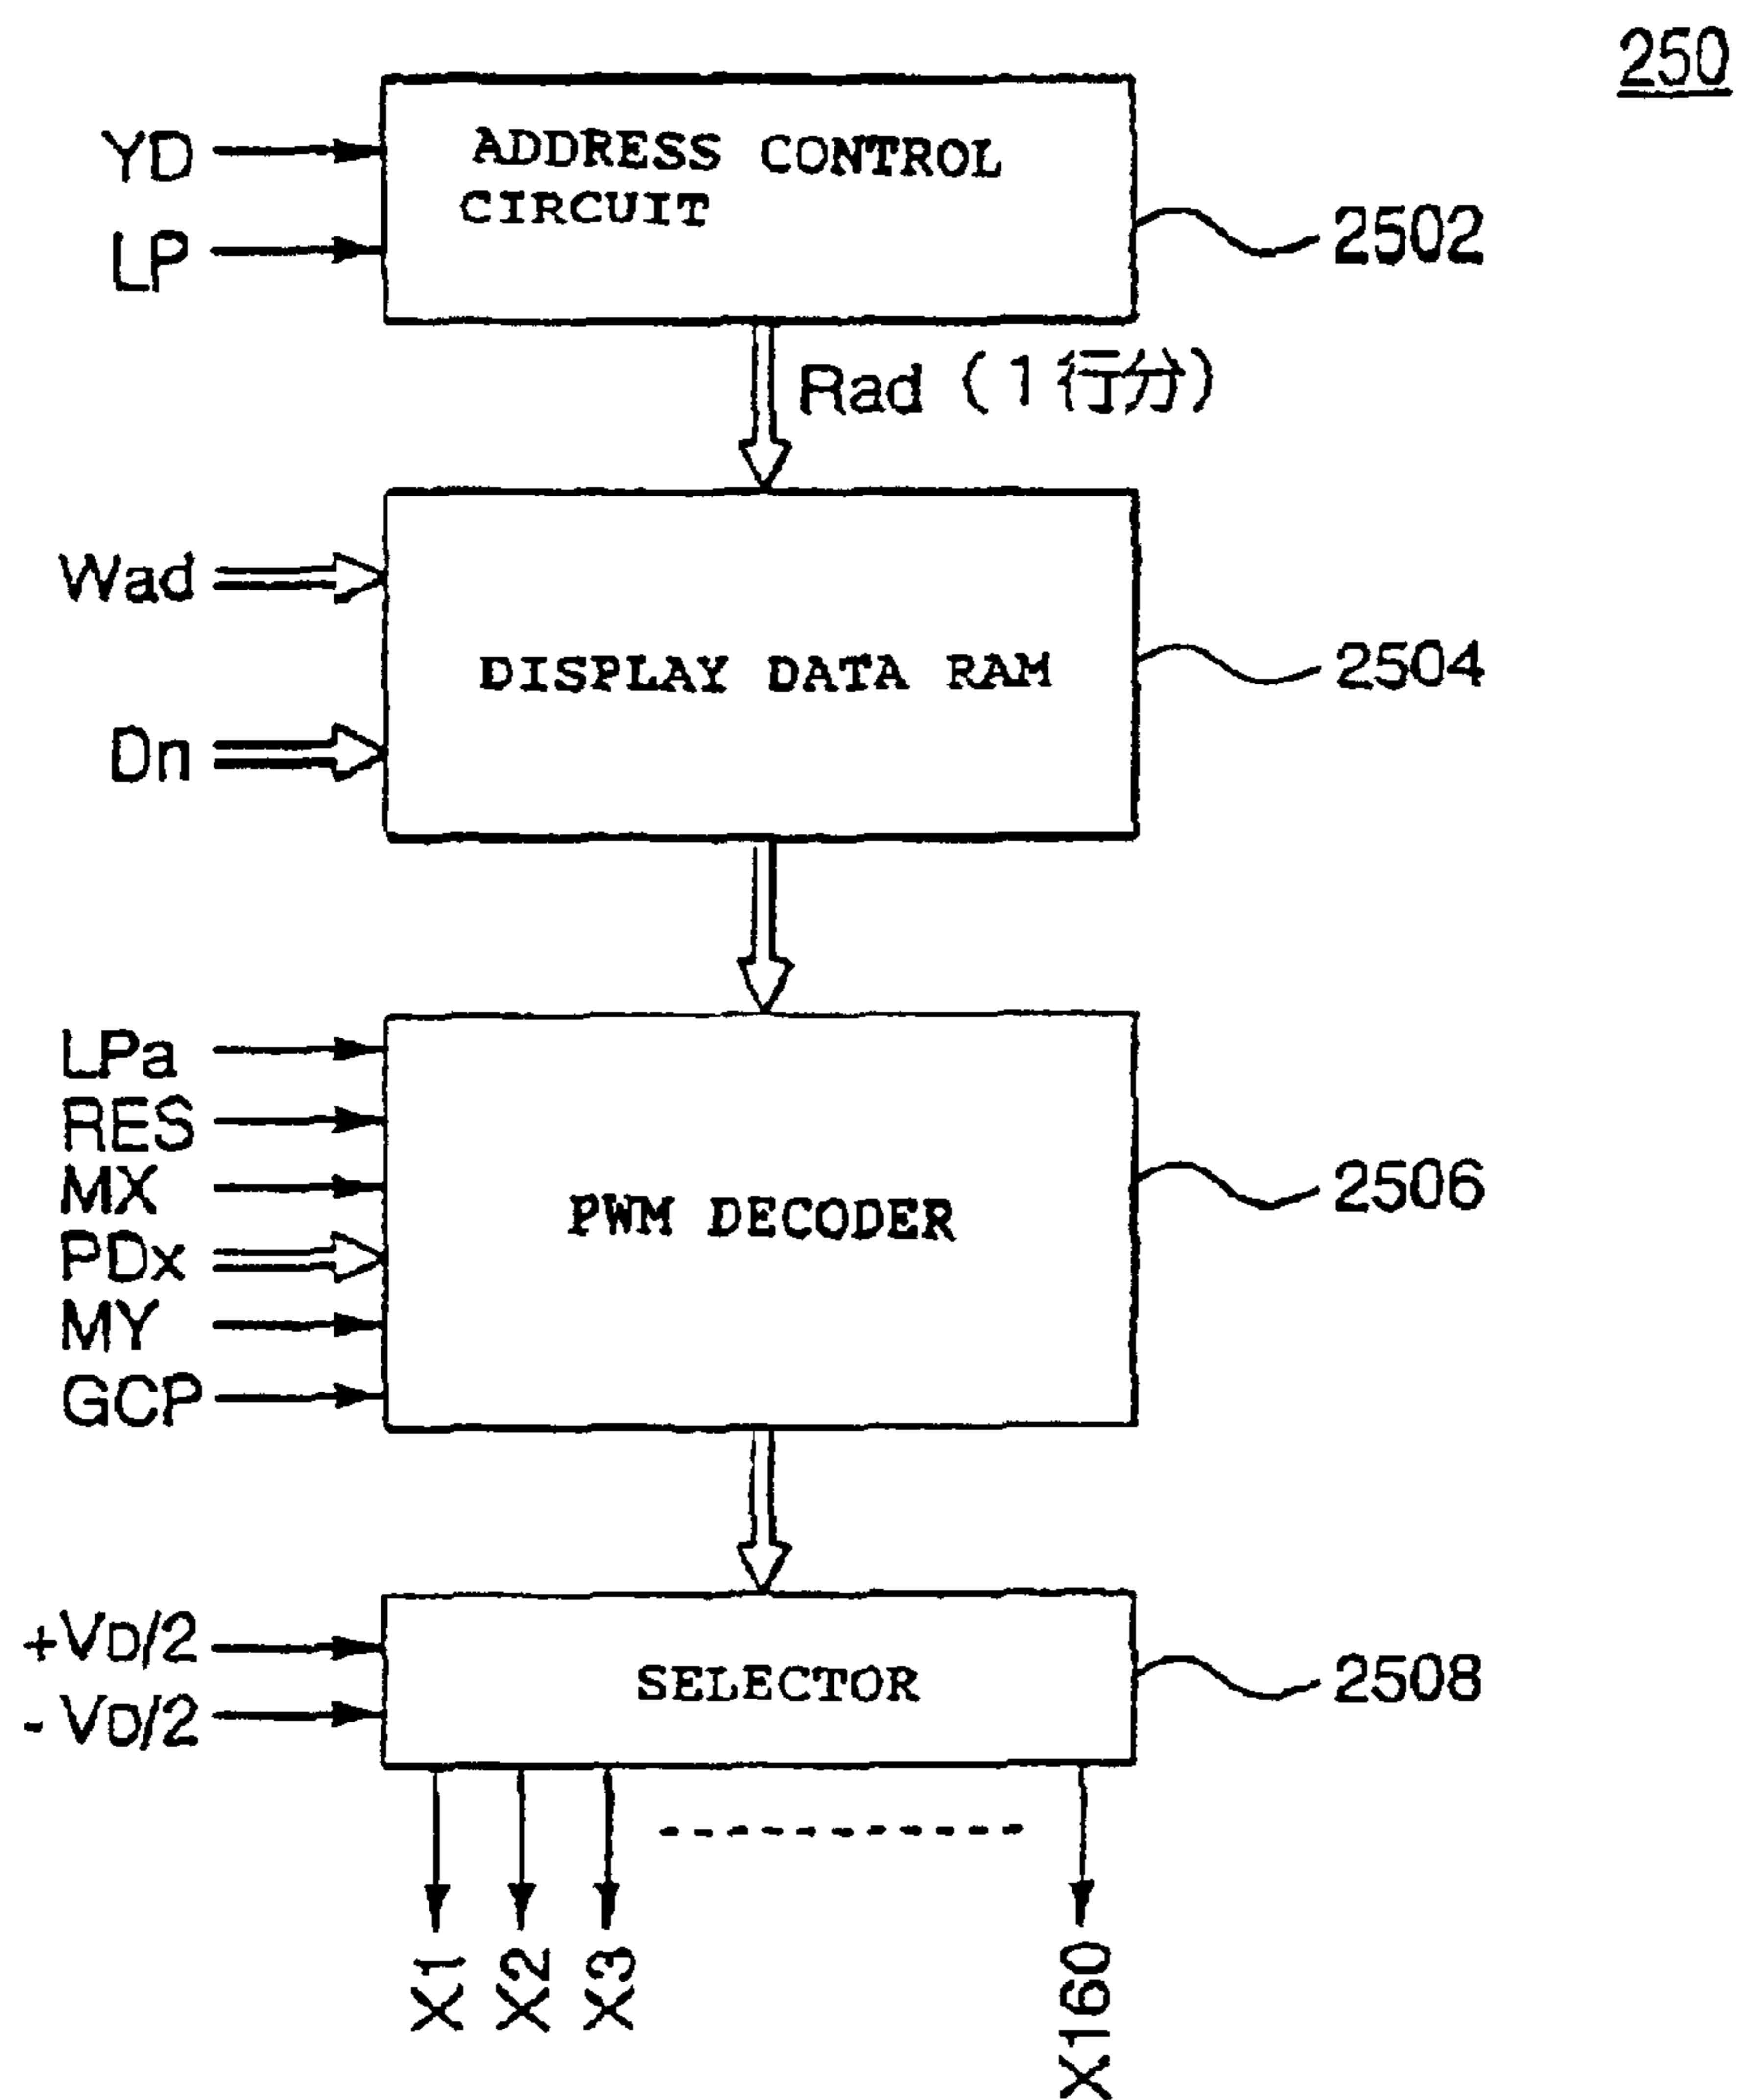 250
YD
ADDRESS CONTROL
CIRCUIT
LP
2502
Rad (1行分)
Wad
DISPLAY DATA RAM
2504
Dn
LPa
RES
MX
PWM DECODER
2506
PDx
MY
GCP
+VD/2
SELECTOR
2508
-VD/2
X1
X2
X3
X160